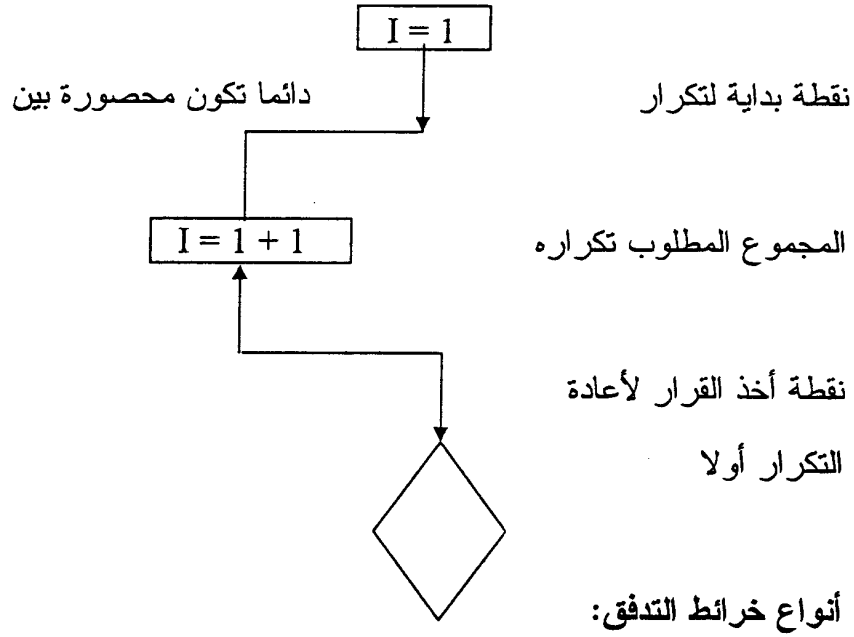 I = 1
نقطة بداية لتكرار دائما تكون محصورة بين
I = 1 + 1
المجموع المطلوب تكراره
نقطة أخذ القرار لأعادة
التكرار أولا
أنواع خرائط التدفق: